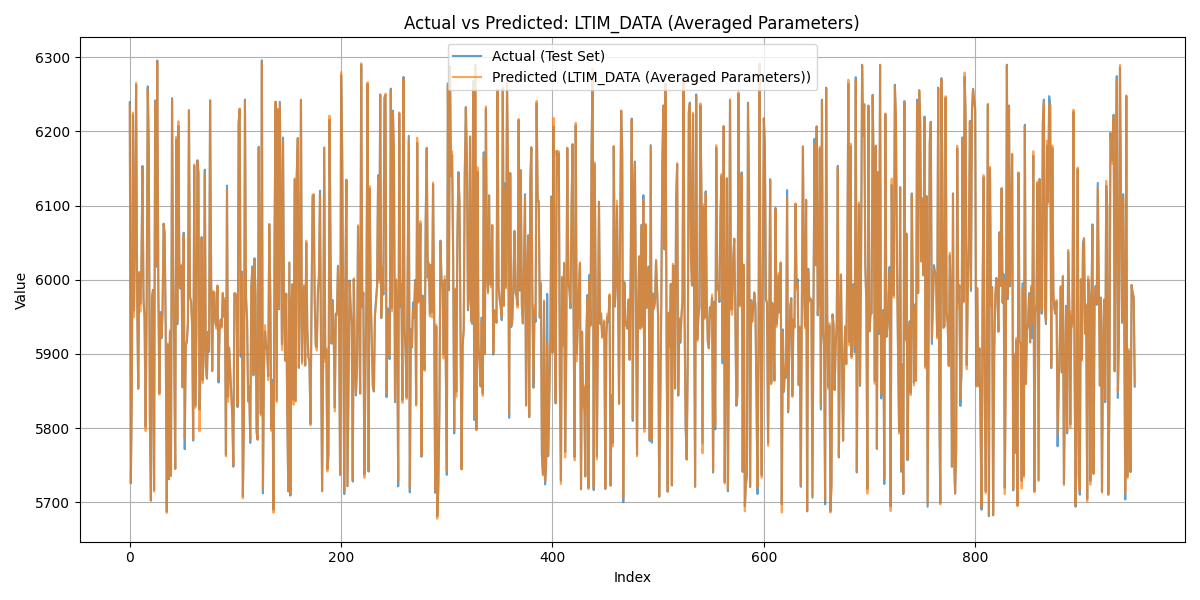 Actual vs Predicted: LTIM_DATA (Averaged Parameters)
Actual (Test Set)
Predicted (LTIM_DATA (Averaged Parameters))
Value
6300
6200
6100
6000
5900
5800
5700
0 200 400 600 800
Index